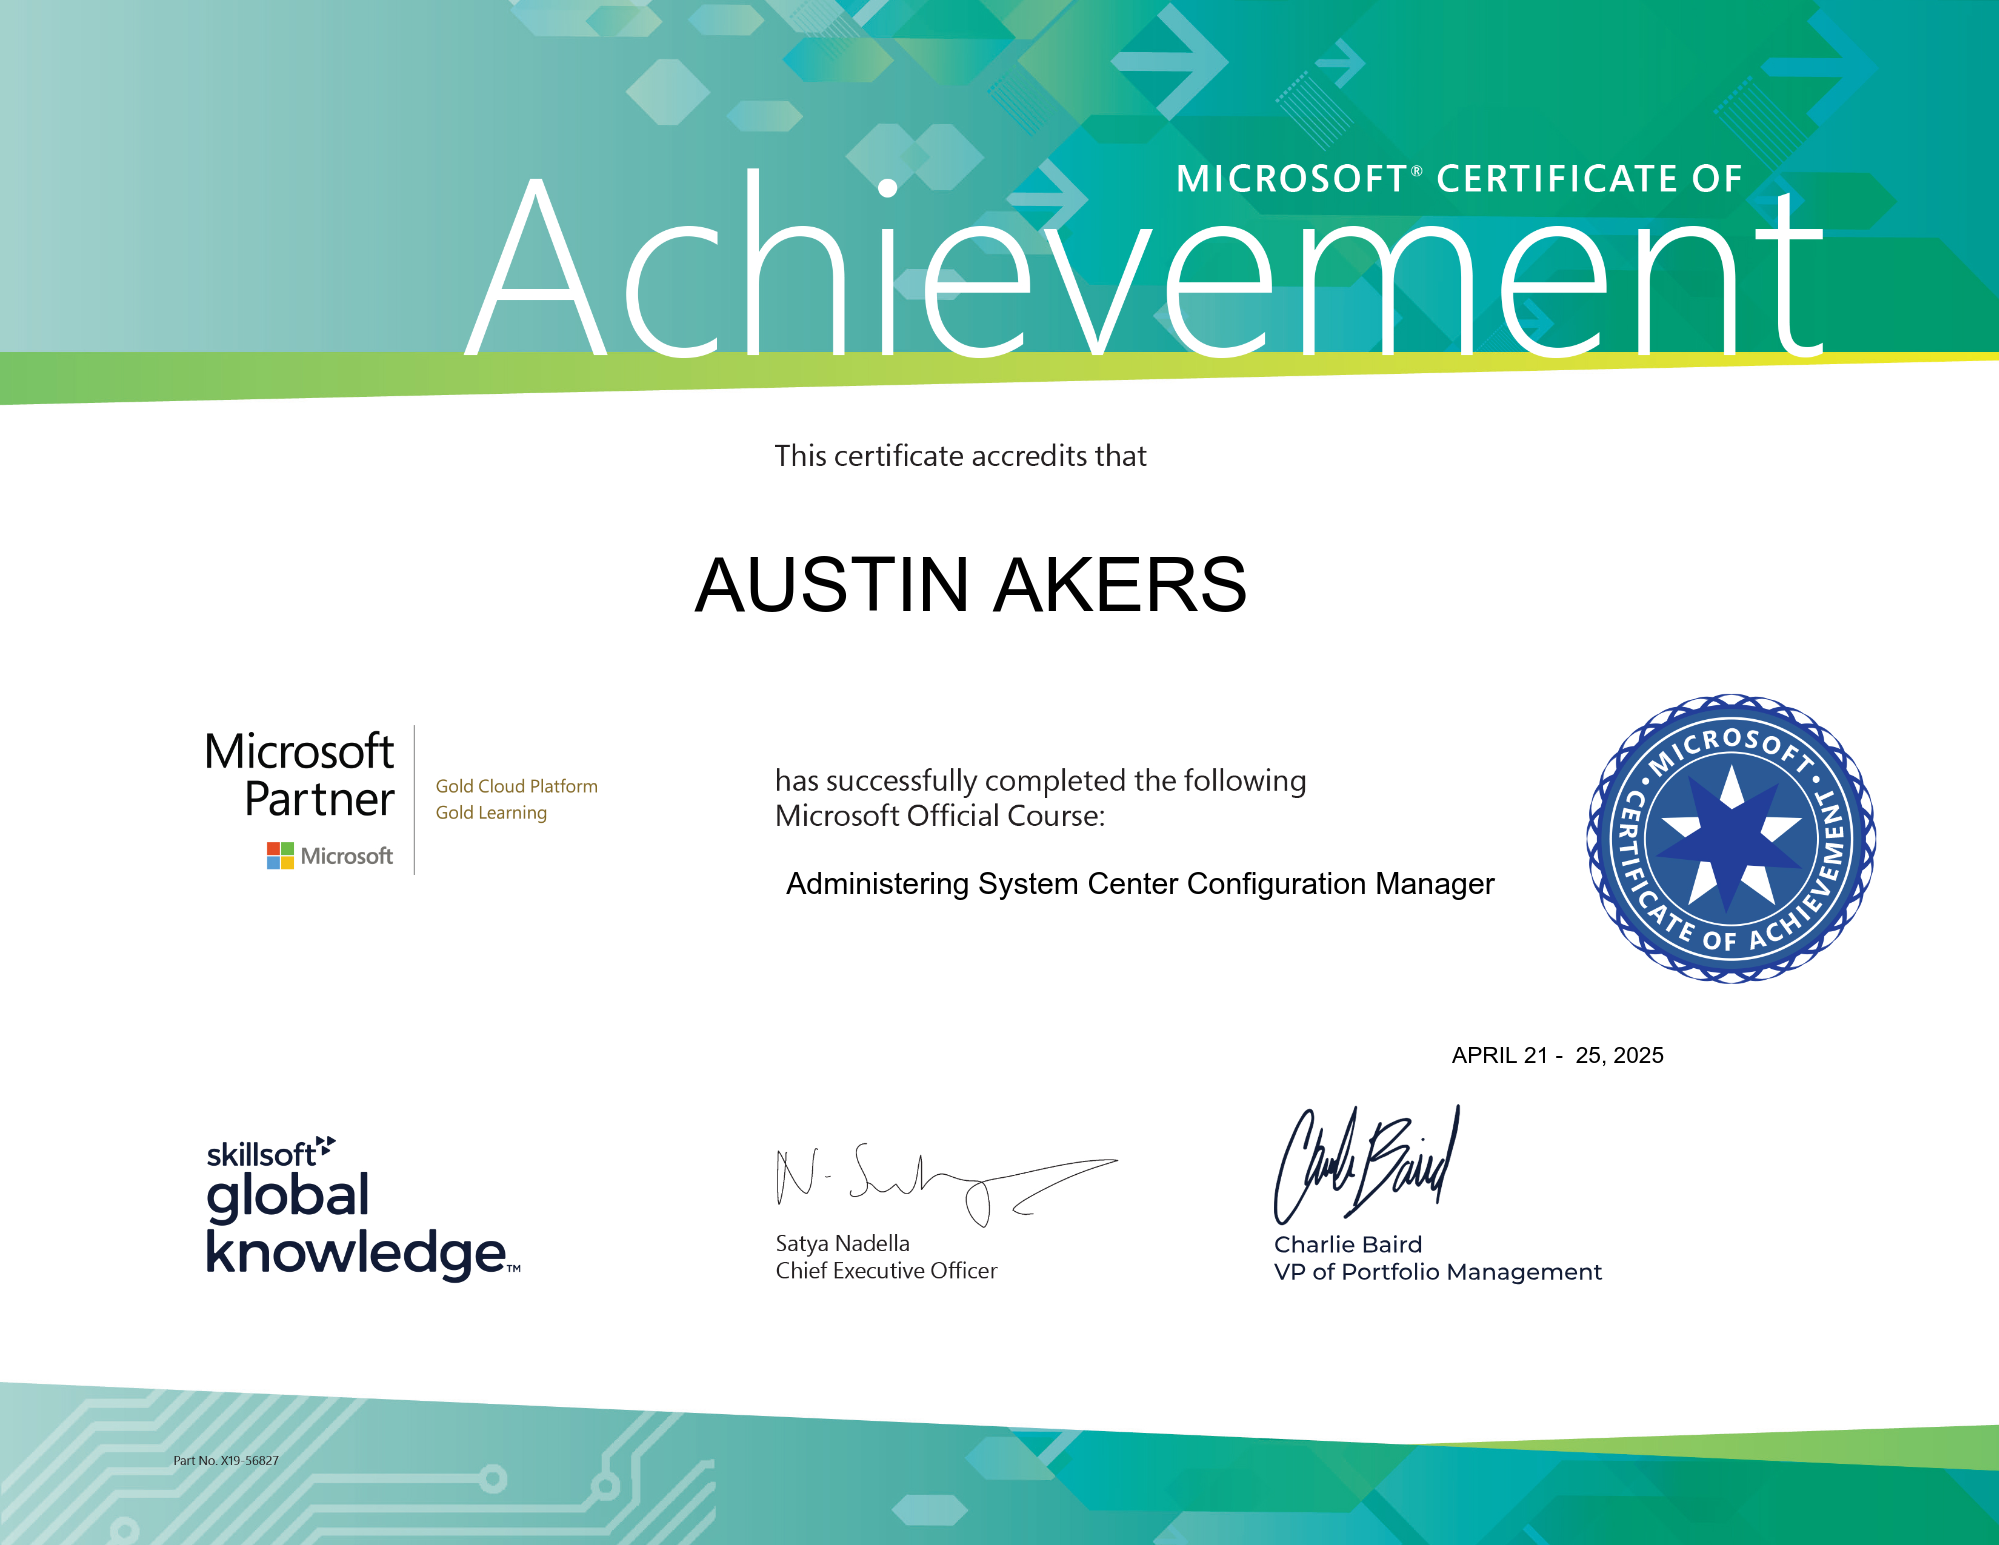 MICROSOFT® CERTIFICATE OF
Achievement
This certificate accredits that
AUSTIN AKERS
Microsoft
Partner
Gold Cloud Platform
Gold Learning
Microsoft
has successfully completed the following
Microsoft Official Course:
Administering System Center Configuration Manager
• MICROSOFT •
CERTIFICATE OF ACHIEVEMENT
APRIL 21 -  25, 2025
skillsoft
global
knowledge™
N- Satya
Satya Nadella
Chief Executive Officer
Charlie Baird
Charlie Baird
VP of Portfolio Management
Part No. X19-56827